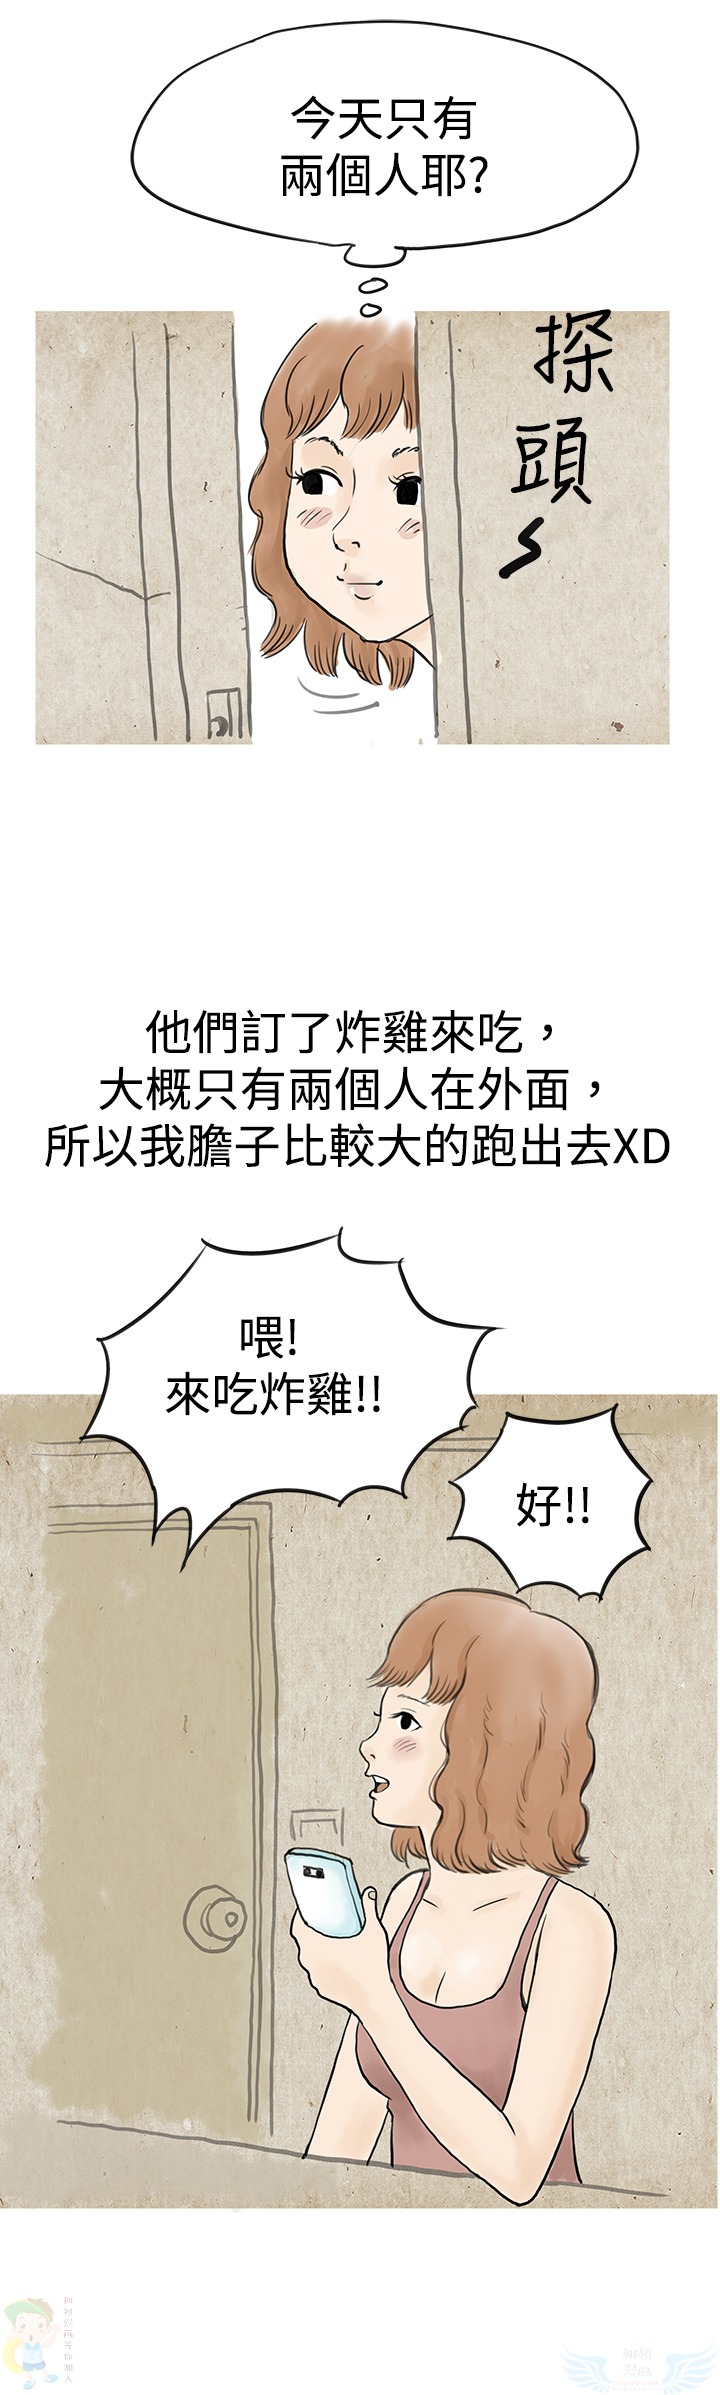 今天只有
兩個人耶?
探頭
他們訂了炸雞來吃，
大概只有兩個人在外面，
所以我膽子比較大的跑出去XD
喂!
來吃炸雞!!
好!!